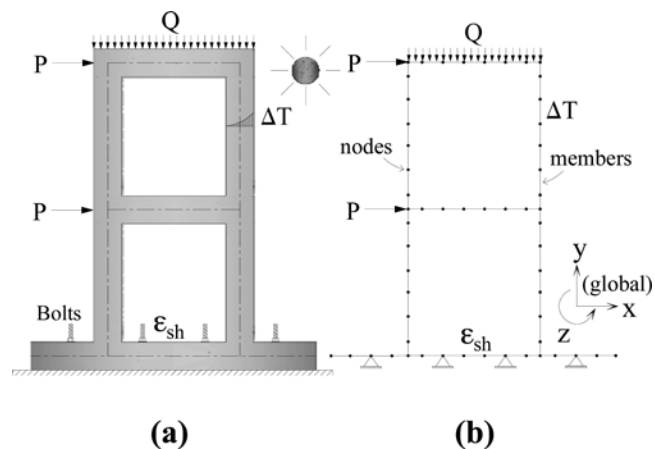 Q
P
ΔT
P
Bolts
εsh
(a)
Q
P
ΔT
nodes
members
P
y
(global)
x
z
εsh
(b)